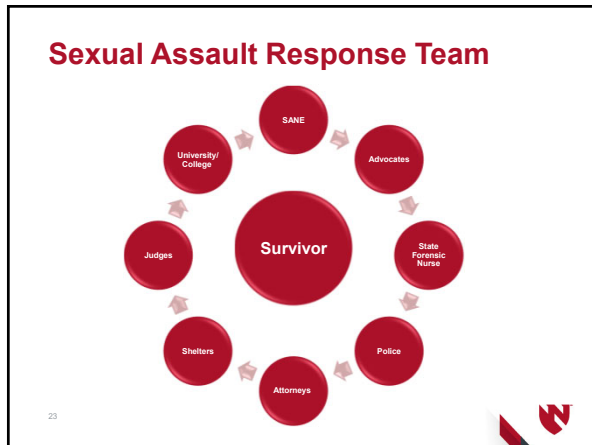 Sexual Assault Response Team
SANE
Advocates
State
Forensic
Nurse
Police
Attorneys
Shelters
Judges
University/
College
Survivor
23
N